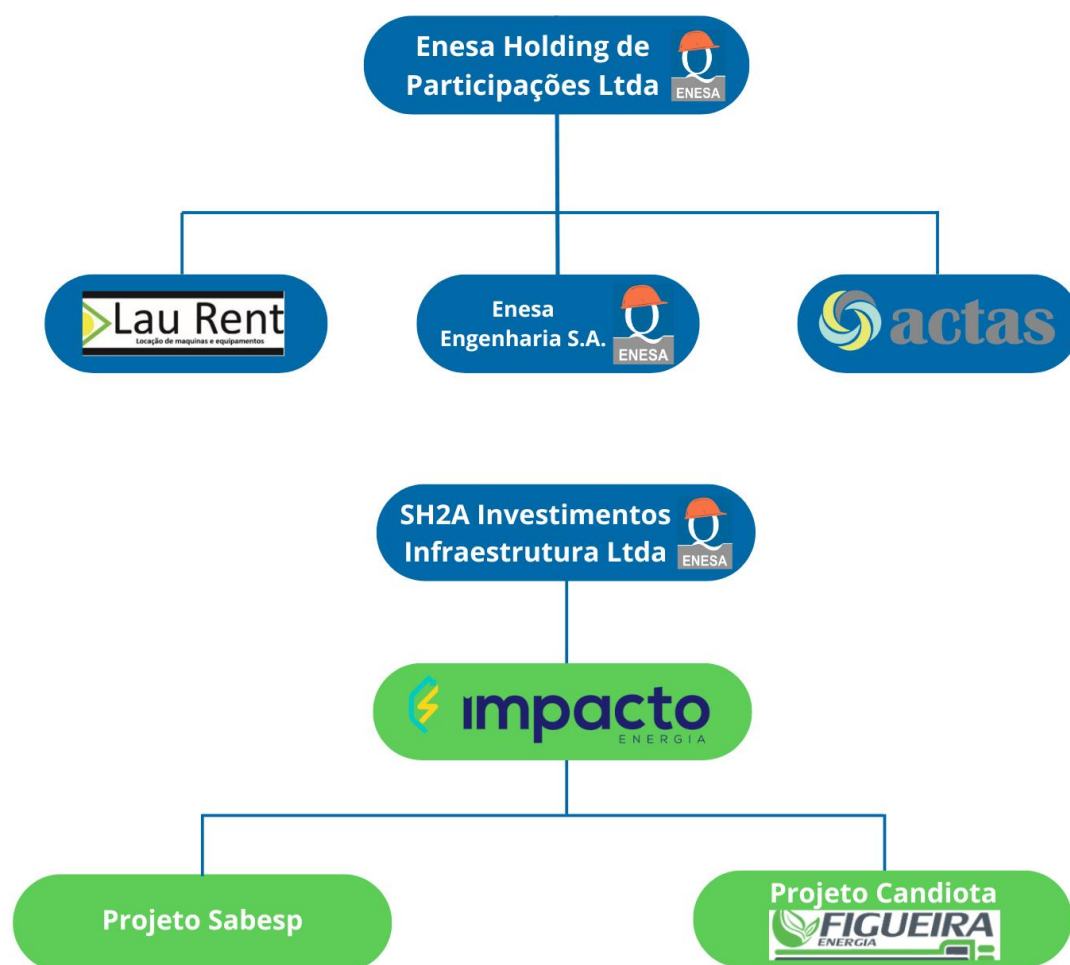 Enesa Holding de
Participações Ltda
ENESA
Lau Rent
Locação de maquinas e equipamentos
Enesa
Engenharia S.A.
ENESA
actas
SH2A Investimentos
Infraestrutura Ltda
ENESA
impacto
ENERGIA
Projeto Sabesp
Projeto Candiota
FIGUEIRA
ENERGIA